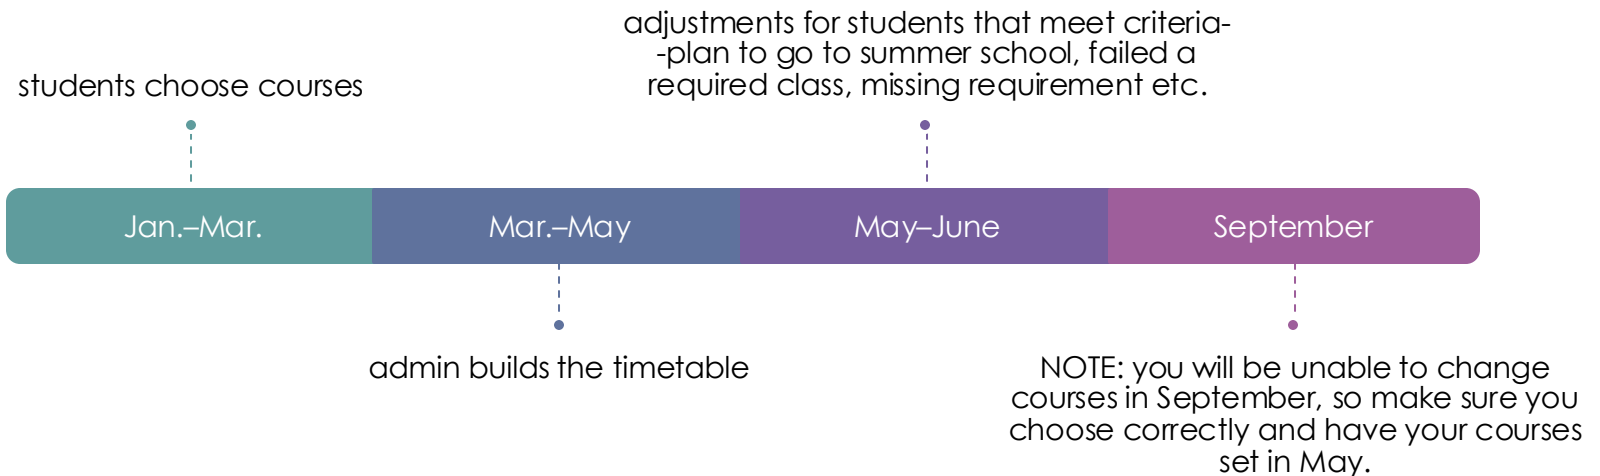 students choose courses
adjustments for students that meet criteria-
-plan to go to summer school, failed a
required class, missing requirement etc.
Jan.–Mar.
Mar.–May
May–June
September
admin builds the timetable
NOTE: you will be unable to change
courses in September, so make sure you
choose correctly and have your courses
set in May.